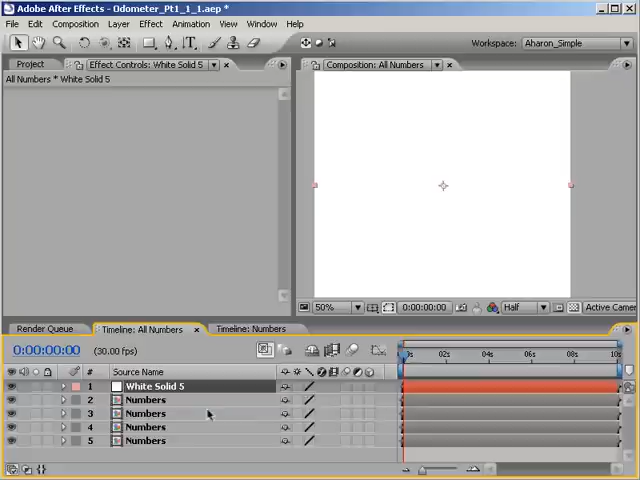 Adobe After Effects - Odometer_Pt1_1_1.aep *
File Edit Composition Layer Effect Animation View Window Help
Workspace: Aharon_Simple
Project Effect Controls: White Solid 5
Composition: All Numbers
All Numbers * White Solid 5
50% 0:00:00:00 Half Active Camer
Render Queue Timeline: All Numbers Timeline: Numbers
0:00:00:00 (30.00 fps)
0s 02s 04s 06s 08s 10s
# Source Name
1 White Solid 5
2 Numbers
3 Numbers
4 Numbers
5 Numbers